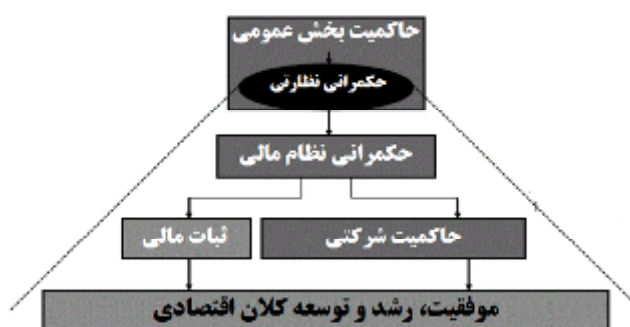 حاکمیت بخش عمومی
حکمرانی نظارتی
حکمرانی نظام مالی
حاکمیت شرکتی
ثبات مالی
موفقیت، رشد و توسعه کلان اقتصادی